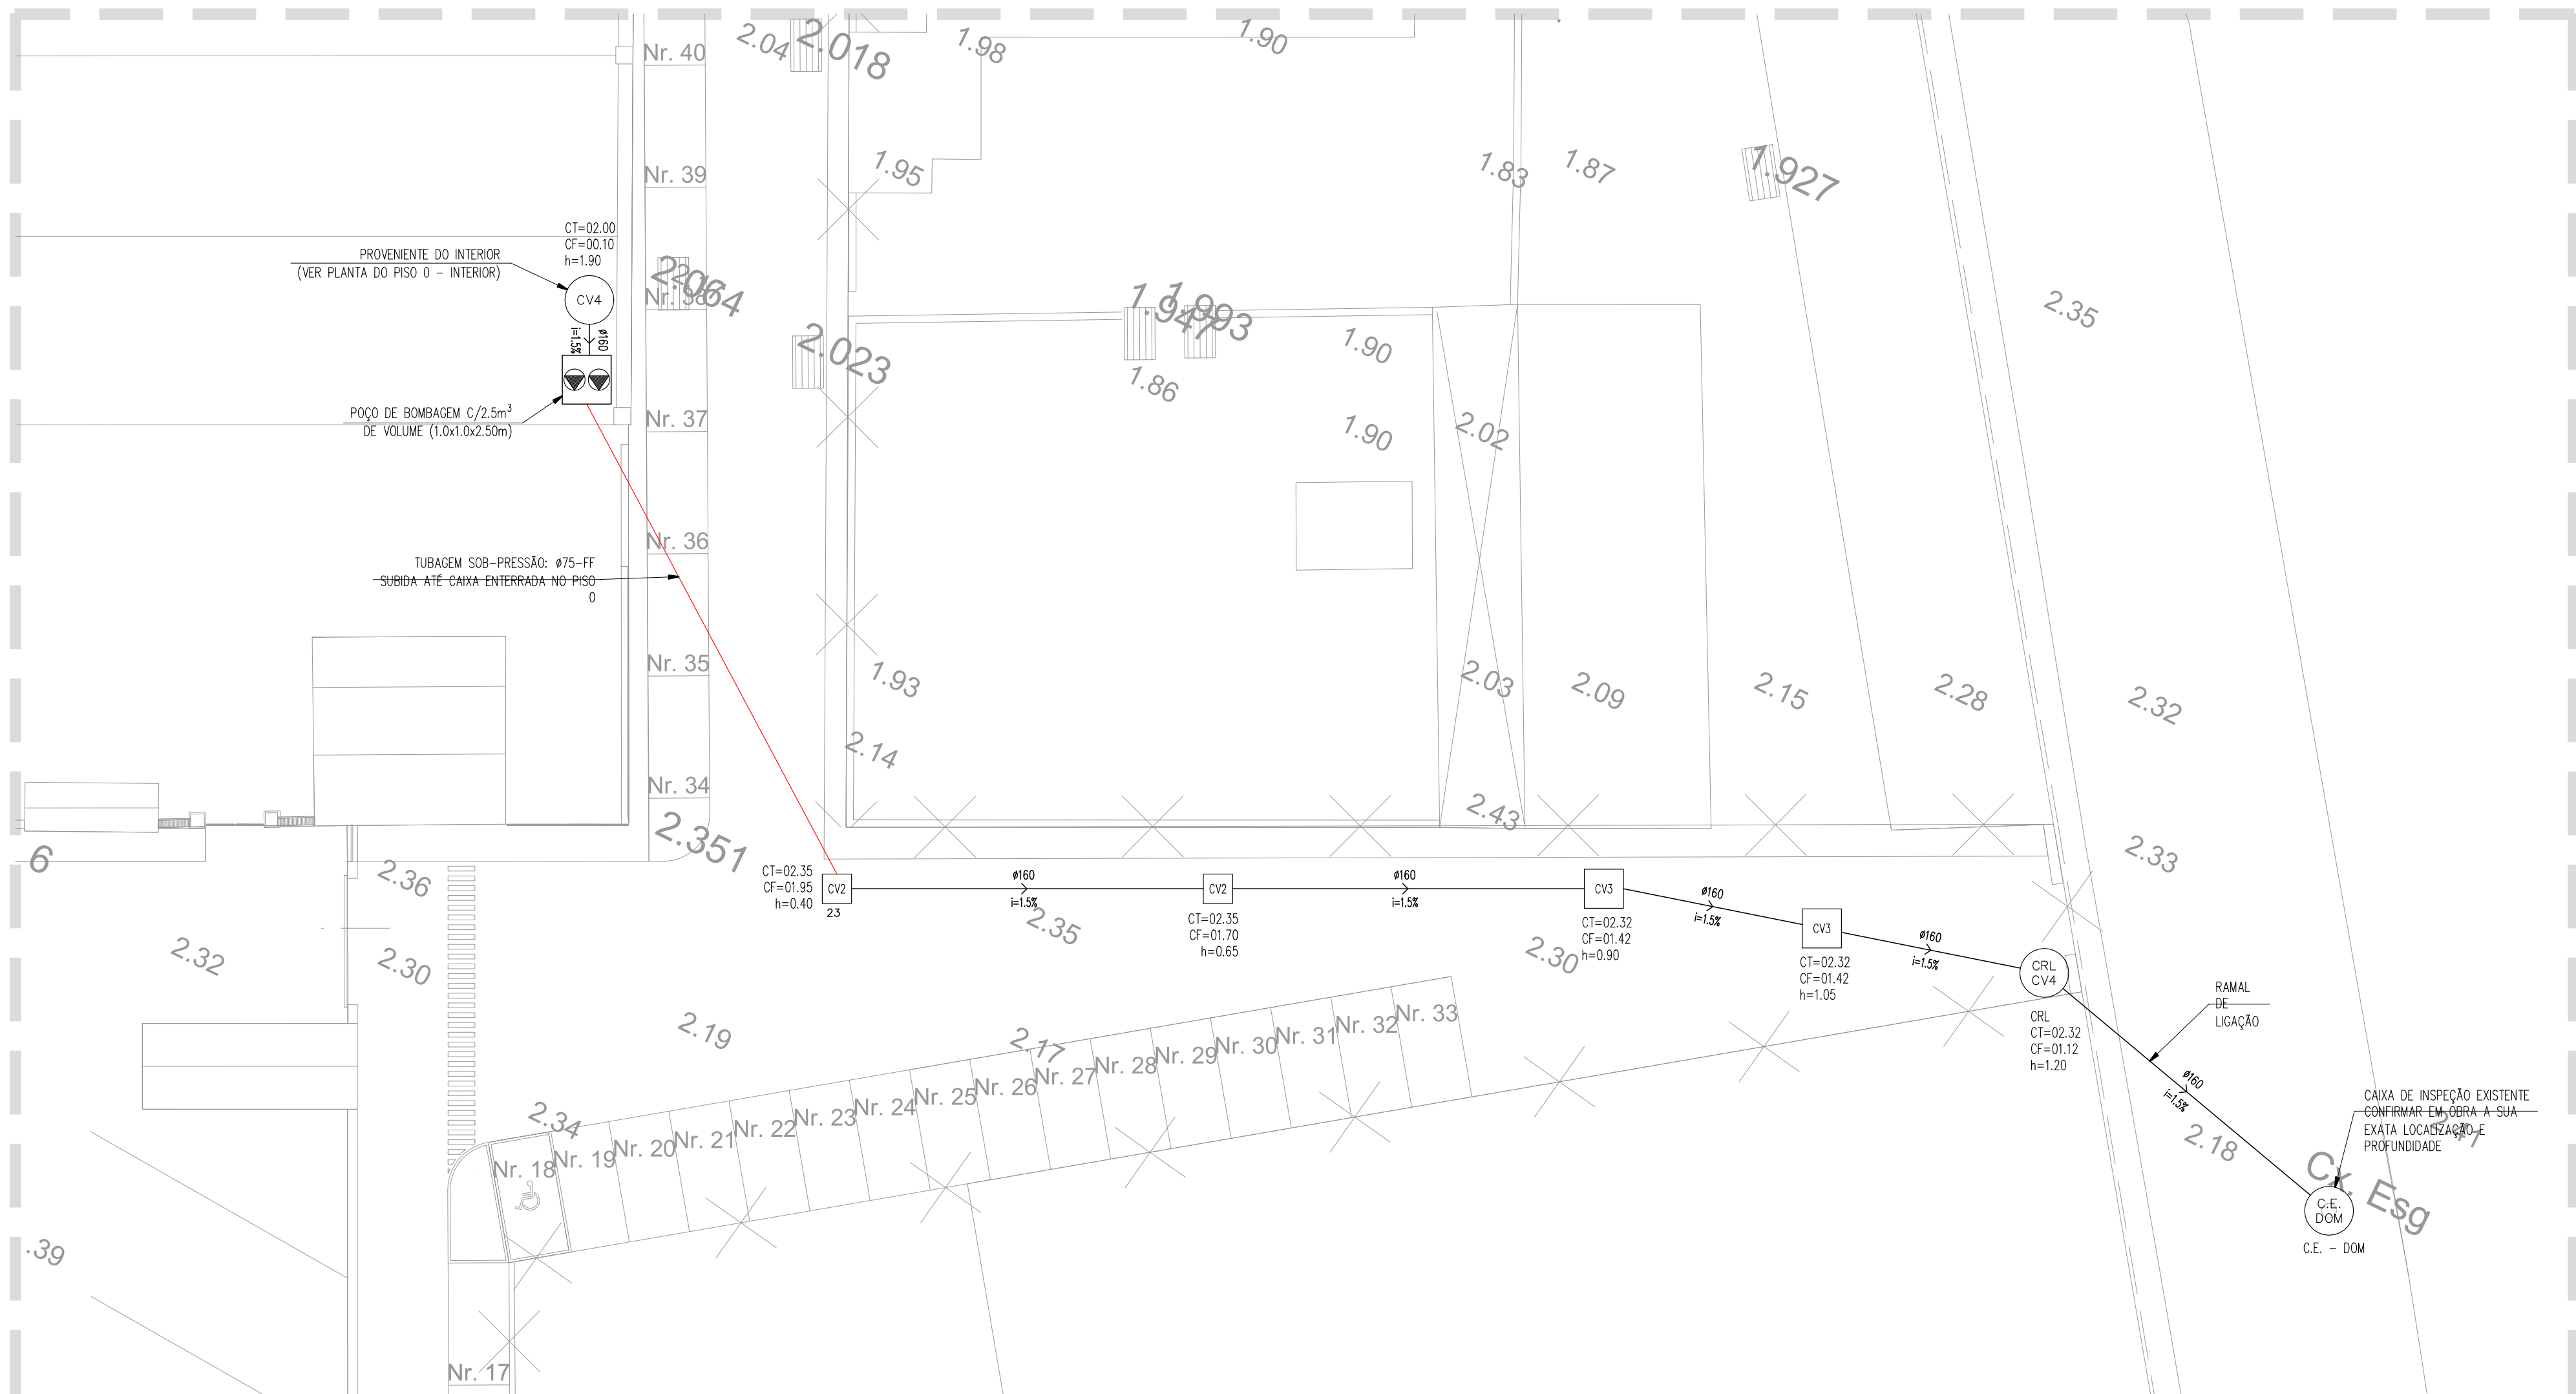 Nr. 40
2.04
2.018
1.98
1.90
Nr. 39
1.95
1.83
1.87
1.927
CT=02.00
CF=00.10
h=1.90
PROVENIENTE DO INTERIOR
(VER PLANTA DO PISO 0 - INTERIOR)
CV4
i=1.5%
ø160
2.064
Nr. 38
1.947
1.993
2.35
2.023
1.90
1.86
POÇO DE BOMBAGEM C/2.5m³
DE VOLUME (1.0x1.0x2.50m)
Nr. 37
1.90
2.02
TUBAGEM SOB-PRESSÃO: ø75-FF
SUBIDA ATÉ CAIXA ENTERRADA NO PISO
0
Nr. 36
Nr. 35
1.93
2.03
2.09
2.15
2.28
2.32
2.14
Nr. 34
2.43
2.351
2.33
6
2.36
CT=02.35
CF=01.95
h=0.40
CV2
23
ø160
i=1.5%
2.35
CV2
CT=02.35
CF=01.70
h=0.65
ø160
i=1.5%
CV3
CT=02.32
CF=01.42
h=0.90
2.30
ø160
i=1.5%
CV3
CT=02.32
CF=01.42
h=1.05
ø160
i=1.5%
CRL
CV4
CRL
CT=02.32
CF=01.12
h=1.20
RAMAL
DE
LIGAÇÃO
2.32
2.30
2.19
2.17
Nr. 33
Nr. 32
Nr. 31
Nr. 30
Nr. 29
Nr. 28
Nr. 27
Nr. 26
Nr. 25
Nr. 24
Nr. 23
Nr. 22
Nr. 21
Nr. 20
Nr. 19
Nr. 18
2.34
ø160
i=1.5%
CAIXA DE INSPEÇÃO EXISTENTE
CONFIRMAR EM OBRA A SUA
EXATA LOCALIZAÇÃO E
PROFUNDIDADE
2.18
Cx. Esg
C.E.
DOM
C.E. - DOM
.39
Nr. 17